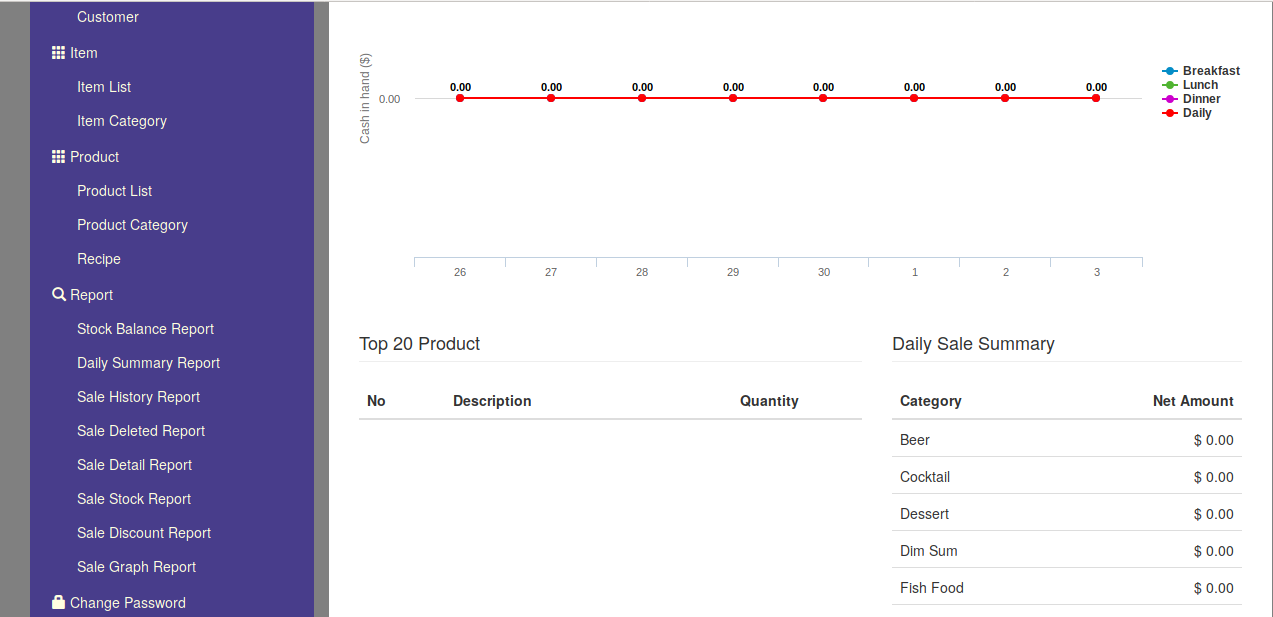 Customer
Item
Item List
Item Category
Product
Product List
Product Category
Recipe
Report
Stock Balance Report
Daily Summary Report
Sale History Report
Sale Deleted Report
Sale Detail Report
Sale Stock Report
Sale Discount Report
Sale Graph Report
Change Password
Cash in hand ($)
0.00
0.00 0.00 0.00 0.00 0.00 0.00 0.00 0.00
26 27 28 29 30 1 2 3
Breakfast
Lunch
Dinner
Daily
Top 20 Product
No Description Quantity
Daily Sale Summary
Category Net Amount
Beer $ 0.00
Cocktail $ 0.00
Dessert $ 0.00
Dim Sum $ 0.00
Fish Food $ 0.00